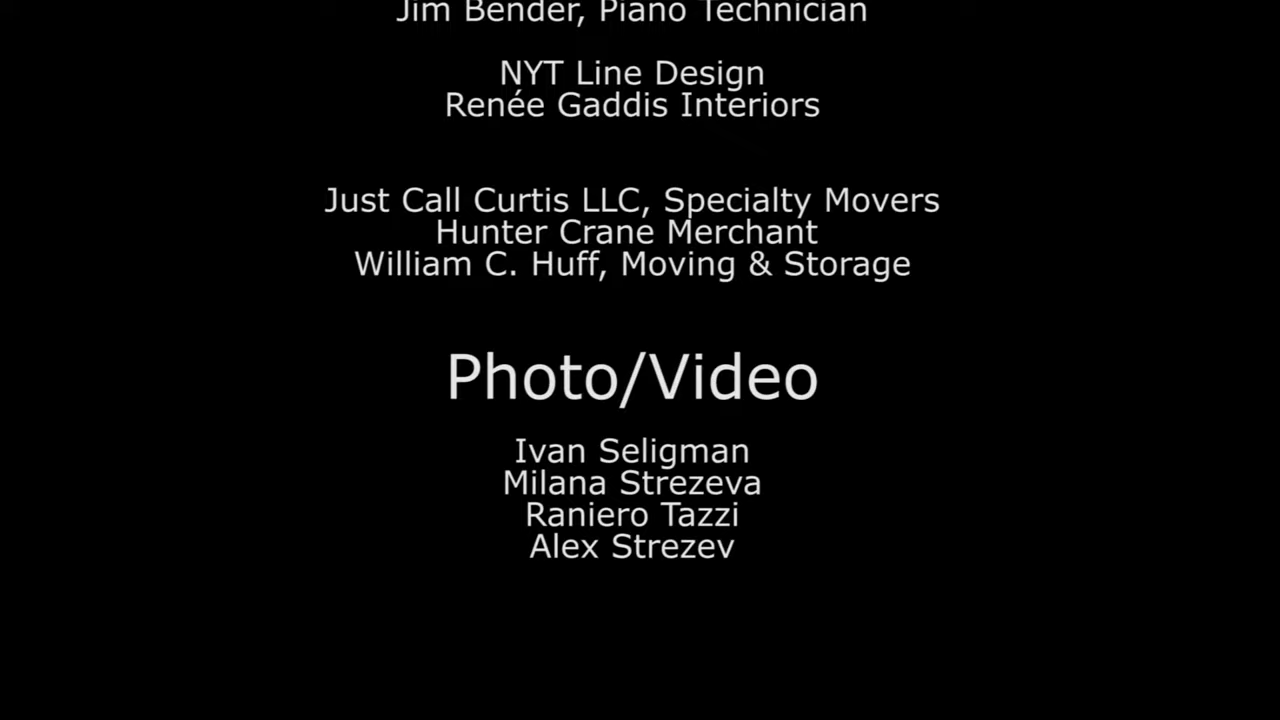 Jim Bender, Piano Technician
NYT Line Design
Renée Gaddis Interiors
Just Call Curtis LLC, Specialty Movers
Hunter Crane Merchant
William C. Huff, Moving & Storage
Photo/Video
Ivan Seligman
Milana Strezeva
Raniero Tazzi
Alex Strezev